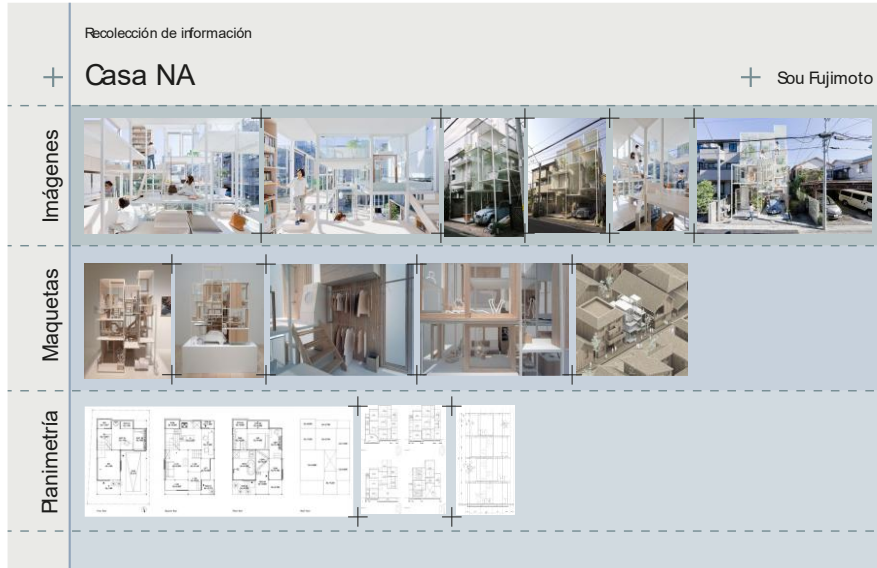 Recolección de información
Casa NA
Sou Fujimoto
Imágenes
Maquetas
Planimetría